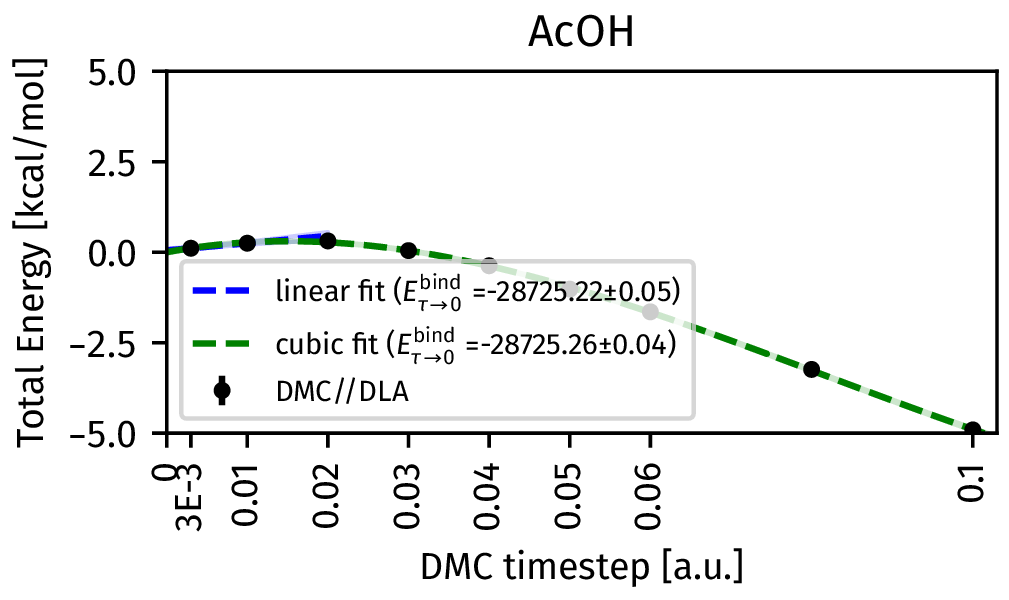 AcOH
Total Energy [kcal/mol]
5.0
2.5
0.0
−2.5
−5.0
linear fit (E^bind_τ→0 =-28725.22±0.05)
cubic fit (E^bind_τ→0 =-28725.26±0.04)
DMC//DLA
0
3E-3
0.01
0.02
0.03
0.04
0.05
0.06
0.1
DMC timestep [a.u.]